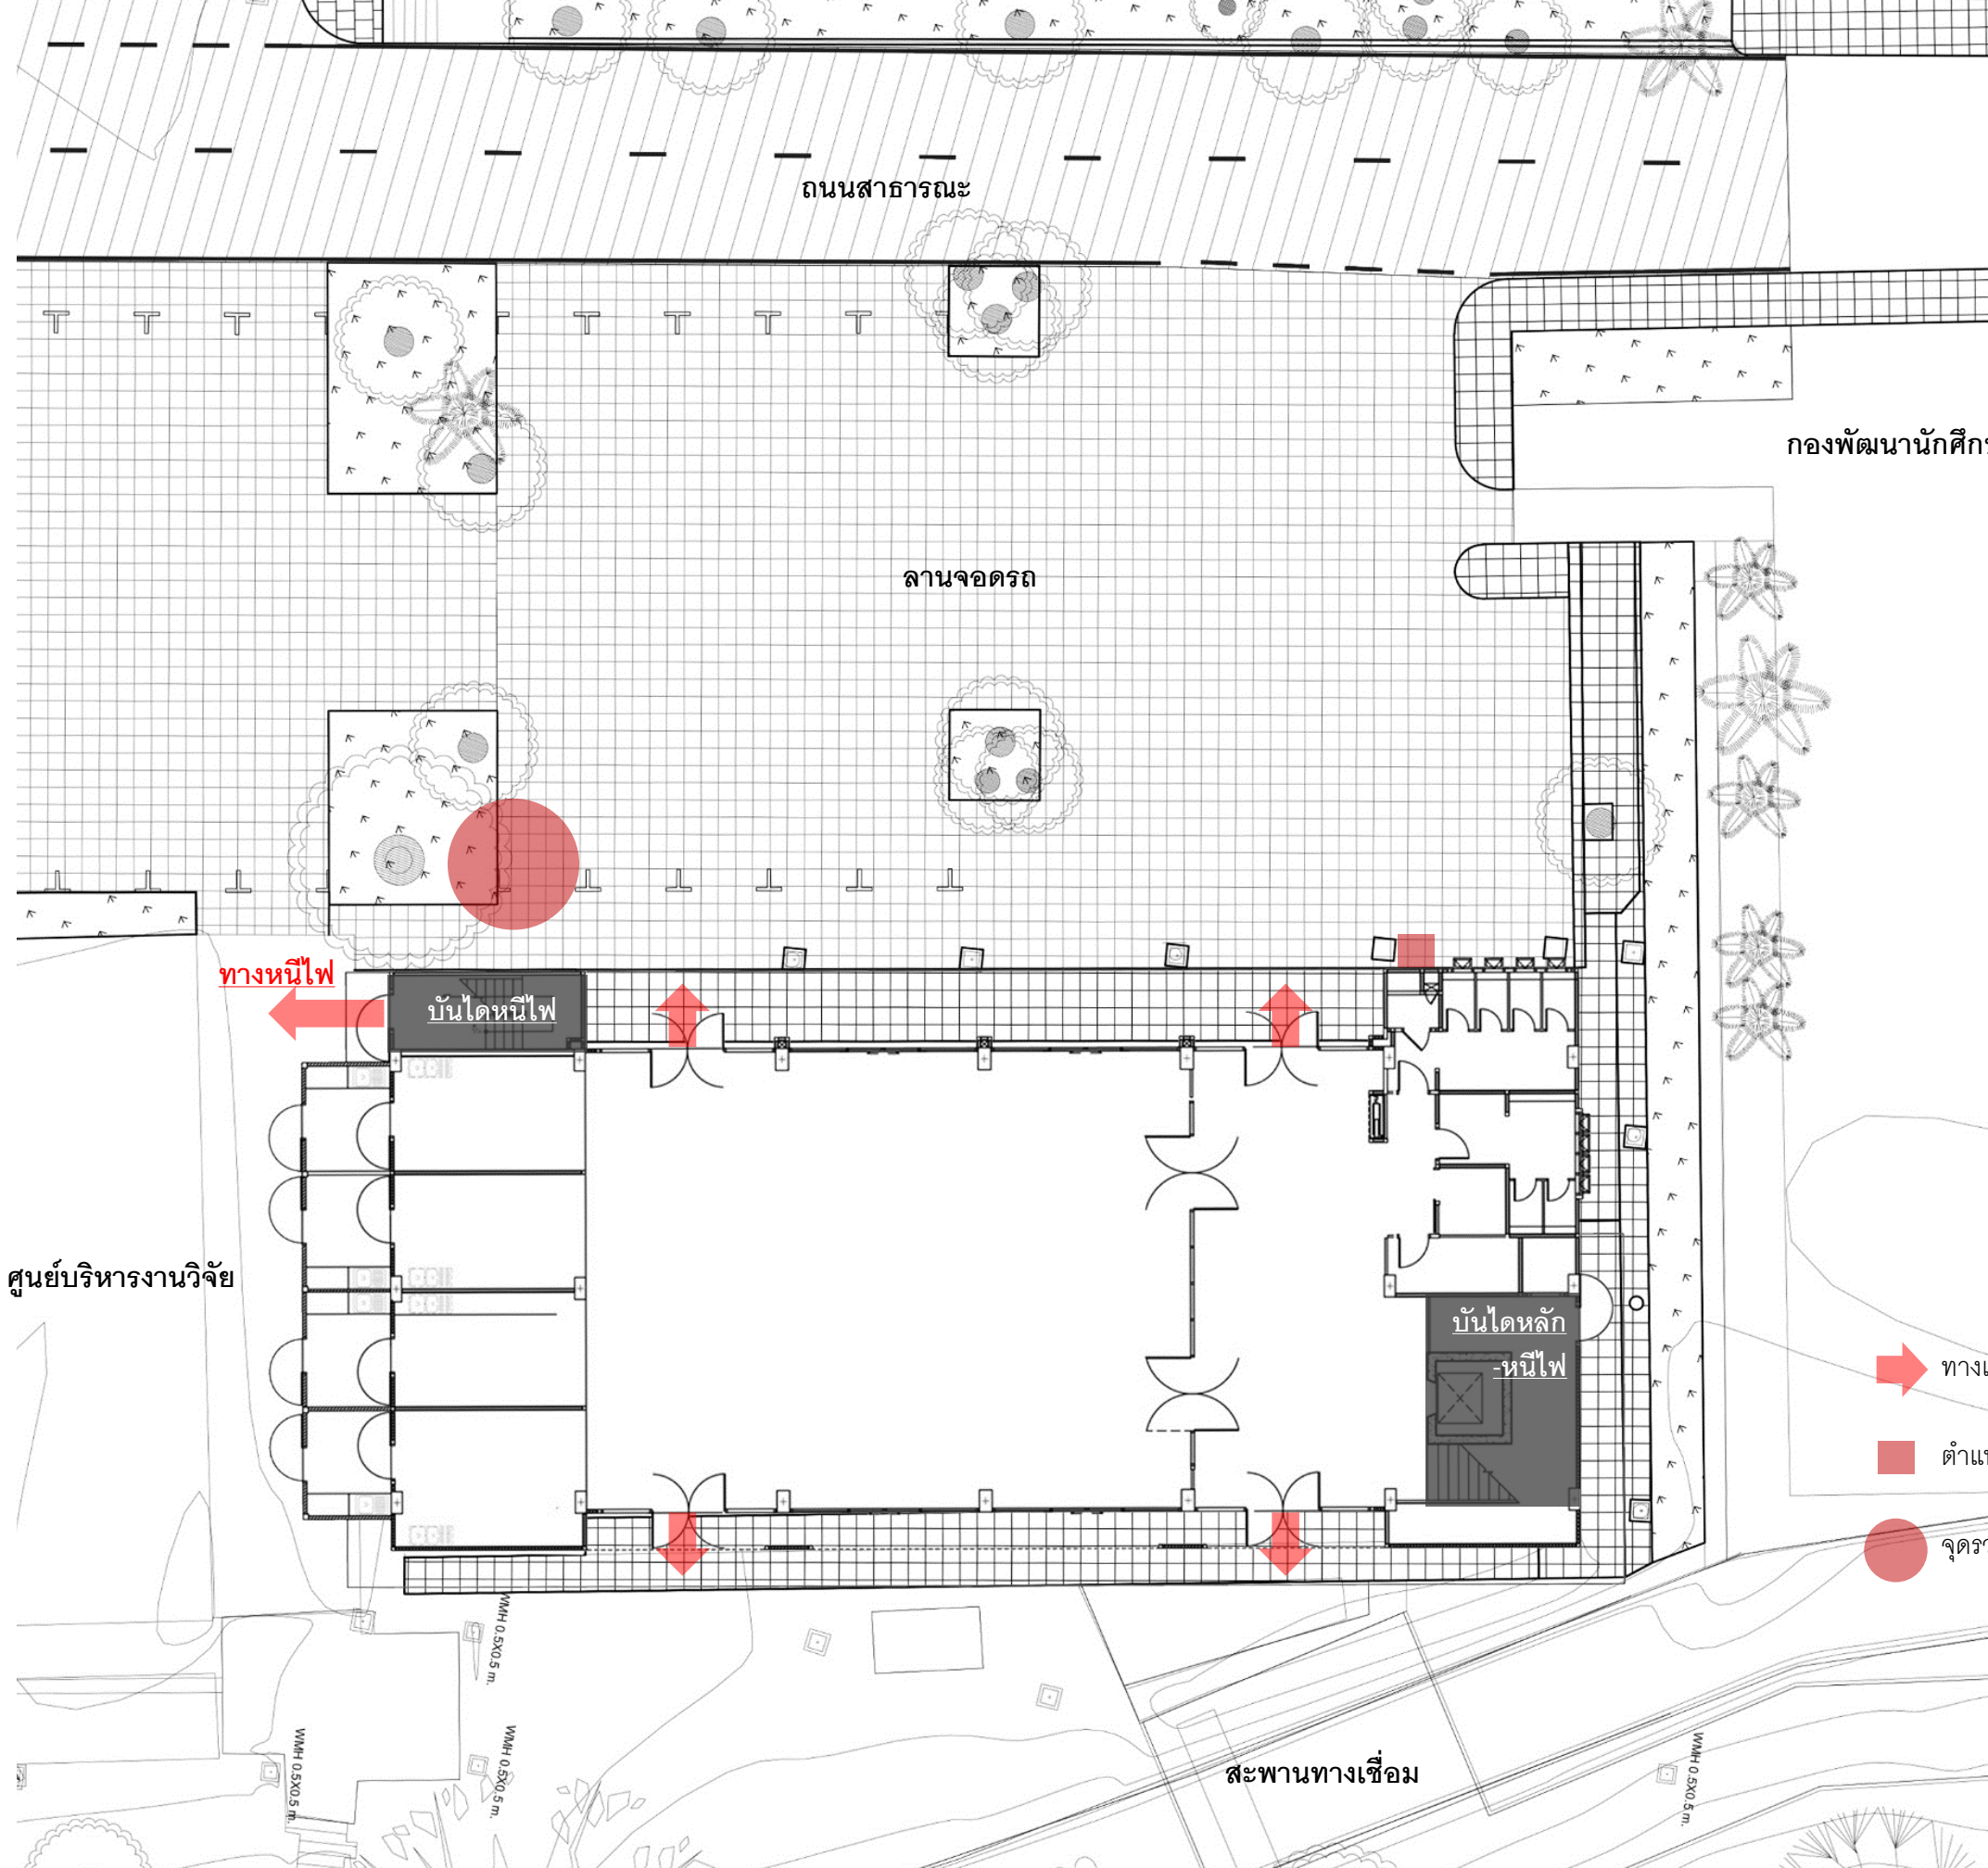 ถนนสาธารณะ
กองพัฒนานักศึก
ลานจอดรถ
ทางหนีไฟ
บันไดหนีไฟ
ศูนย์บริหารงานวิจัย
บันไดหลัก
-หนีไฟ
จุดรา
WMH 0.5X0.5 m.
WMH 0.5X0.5 m.
WMH 0.5X0.5 m.
WMH 0.5X0.5 m.
สะพานทางเชื่อม